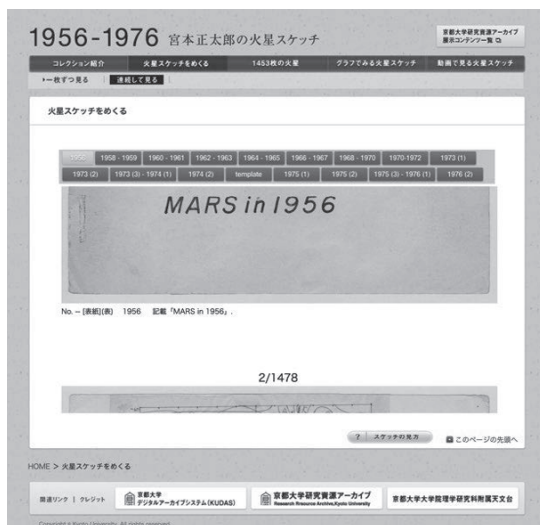 1956-1976 宮本正太郎の火星スケッチ
京都大学研究資源アーカイブ
展示コンテンツ一覧
コレクション紹介 火星スケッチをめくる 1453枚の火星 グラフでみる火星スケッチ 動画で見る火星スケッチ
一枚ずつ見る 連続して見る
火星スケッチをめくる
1956 1958 - 1959 1960 - 1961 1962 - 1963 1964 - 1965 1966 - 1967 1968 - 1970 1970-1972 1973 (1)
1973 (2) 1973 (3) - 1974 (1) 1974 (2) template 1975 (1) 1975 (2) 1975 (3) - 1976 (1) 1976 (2)
MARS in 1956
No. -- [表紙](表) 1956 記載「MARS in 1956」.
2/1478
? スケッチの見方 このページの先頭へ
HOME > 火星スケッチをめくる
関連リンク | クレジット
京都大学
デジタルアーカイブシステム (KUDAS)
京都大学研究資源アーカイブ
Research Resource Archive, Kyoto University
京都大学大学院理学研究科附属天文台
Copyright © Kyoto University. All rights reserved.